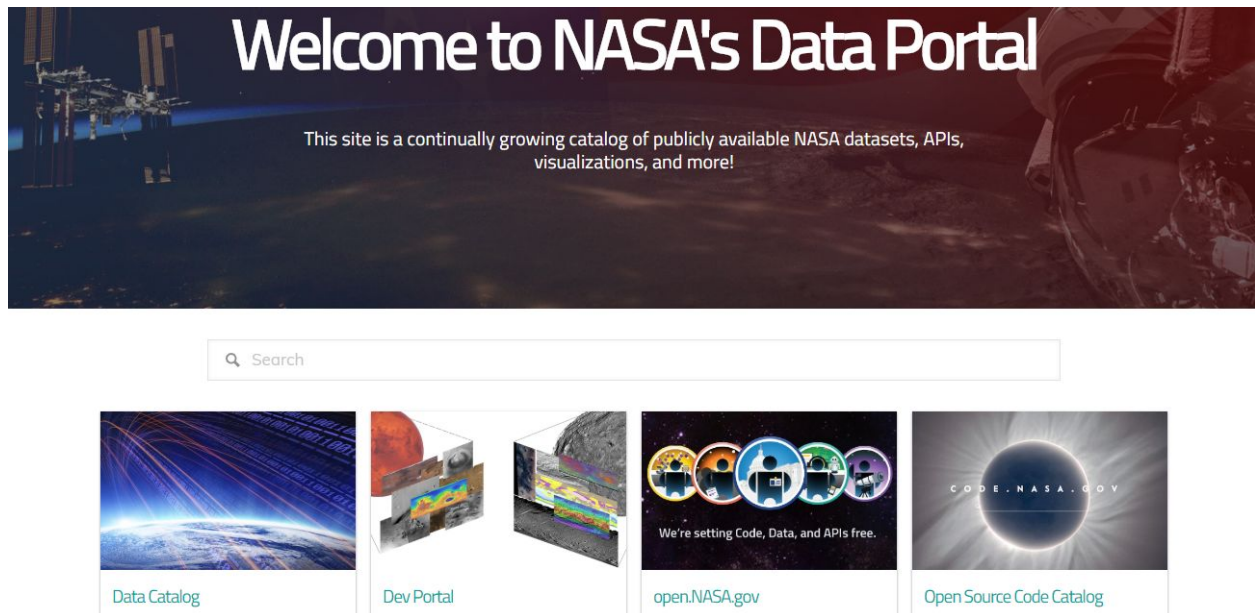 Welcome to NASA's Data Portal
This site is a continually growing catalog of publicly available NASA datasets, APIs,
visualizations, and more!
Search
We're setting Code, Data, and APIs free.
CODE.NASA.GOV
Data Catalog
Dev Portal
open.NASA.gov
Open Source Code Catalog